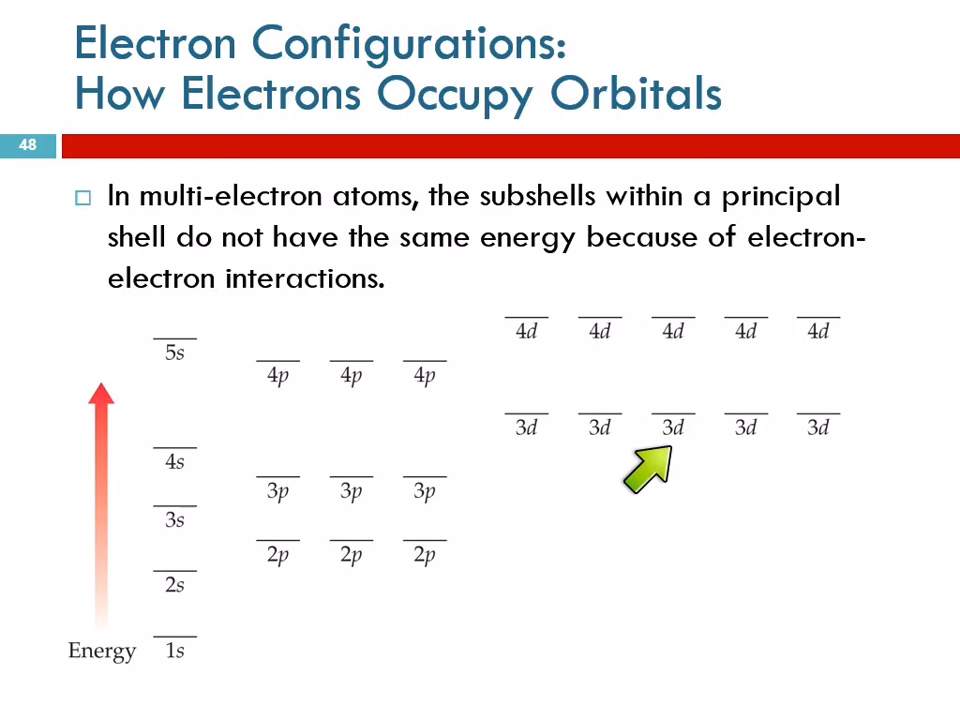 Electron Configurations:
How Electrons Occupy Orbitals
48
In multi-electron atoms, the subshells within a principal
shell do not have the same energy because of electron-
electron interactions.
4d 4d 4d 4d 4d
5s
4p 4p 4p
3d 3d 3d 3d 3d
4s
3p 3p 3p
3s
2p 2p 2p
2s
Energy 1s